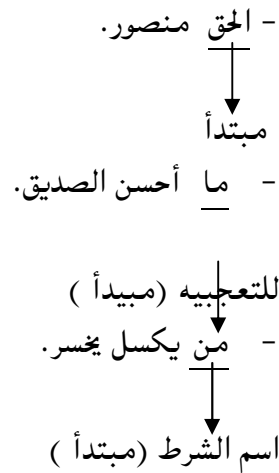 - الحق منصور.
مبتدأ
- ما أحسن الصديق.
للتعجبيه (مبيدأ )
- من يكسل يخسر.
اسم الشرط (مبتدأ )